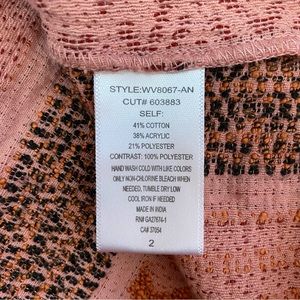 STYLE:WV8067-AN
CUT# 603883
SELF:
41% COTTON
38% ACRYLIC
21% POLYESTER
CONTRAST: 100% POLYESTER
HAND WASH COLD WITH LIKE COLORS
ONLY NON-CHLORINE BLEACH WHEN
NEEDED, TUMBLE DRY LOW
COOL IRON IF NEEDED
MADE IN INDIA
RN# GA27674-1
CA# 37054
2